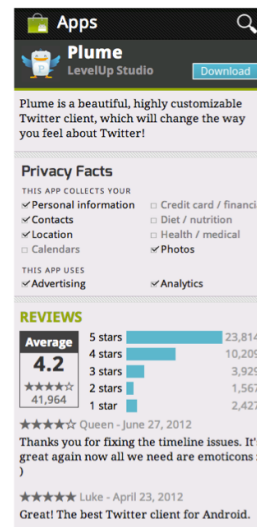 Apps
Plume
LevelUp Studio
Download
Plume is a beautiful, highly customizable
Twitter client, which will change the way
you feel about Twitter!
Privacy Facts
THIS APP COLLECTS YOUR
Personal information
Credit card / financi
Contacts
Diet / nutrition
Location
Health / medical
Calendars
Photos
THIS APP USES
Advertising
Analytics
REVIEWS
Average
4.2
41,964
5 stars 23,814
4 stars 10,209
3 stars 3,929
2 stars 1,567
1 star 2,427
★★★★☆ Queen - June 27, 2012
Thanks you for fixing the timeline issues. It's
great again now all we need are emoticons :
)
★★★★★ Luke - April 23, 2012
Great! The best Twitter client for Android.